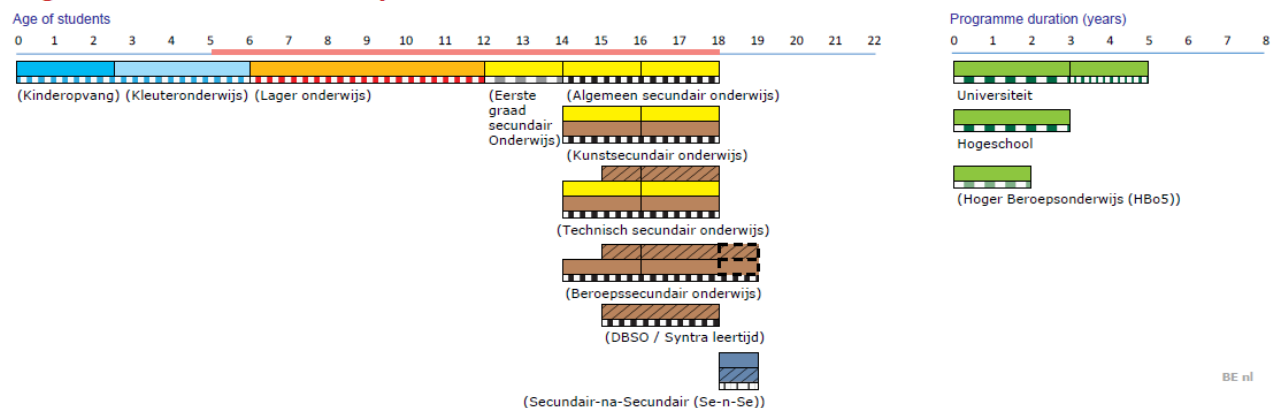 Age of students
Programme duration (years)
0 1 2 3 4 5 6 7 8 9 10 11 12 13 14 15 16 17 18 19 20 21 22
0 1 2 3 4 5 6 7 8
(Kinderopvang) (Kleuteronderwijs) (Lager onderwijs)
(Eerste
graad
secundair
Onderwijs)
(Algemeen secundair onderwijs)
(Kunstsecundair onderwijs)
(Technisch secundair onderwijs)
(Beroepssecundair onderwijs)
(DBSO / Syntra leertijd)
(Secundair-na-Secundair (Se-n-Se))
Universiteit
Hogeschool
(Hoger Beroepsonderwijs (HBo5))
BE nl